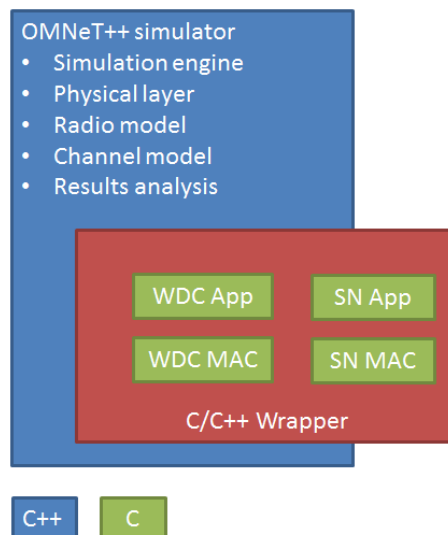 OMNeT++ simulator
• Simulation engine
• Physical layer
• Radio model
• Channel model
• Results analysis
WDC App
SN App
WDC MAC
SN MAC
C/C++ Wrapper
C++
C